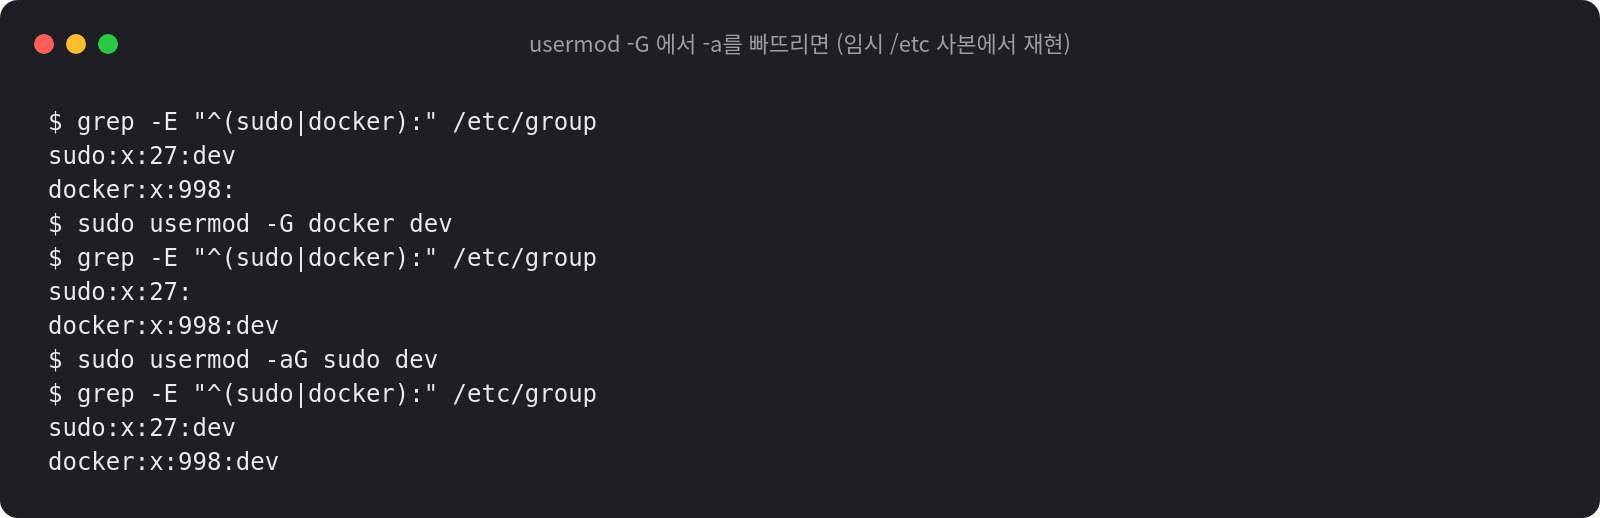 usermod -G 에서 -a를 빠뜨리면 (임시 /etc 사본에서 재현)
$ grep -E "^(sudo|docker):" /etc/group
sudo:x:27:dev
docker:x:998:
$ sudo usermod -G docker dev
$ grep -E "^(sudo|docker):" /etc/group
sudo:x:27:
docker:x:998:dev
$ sudo usermod -aG sudo dev
$ grep -E "^(sudo|docker):" /etc/group
sudo:x:27:dev
docker:x:998:dev